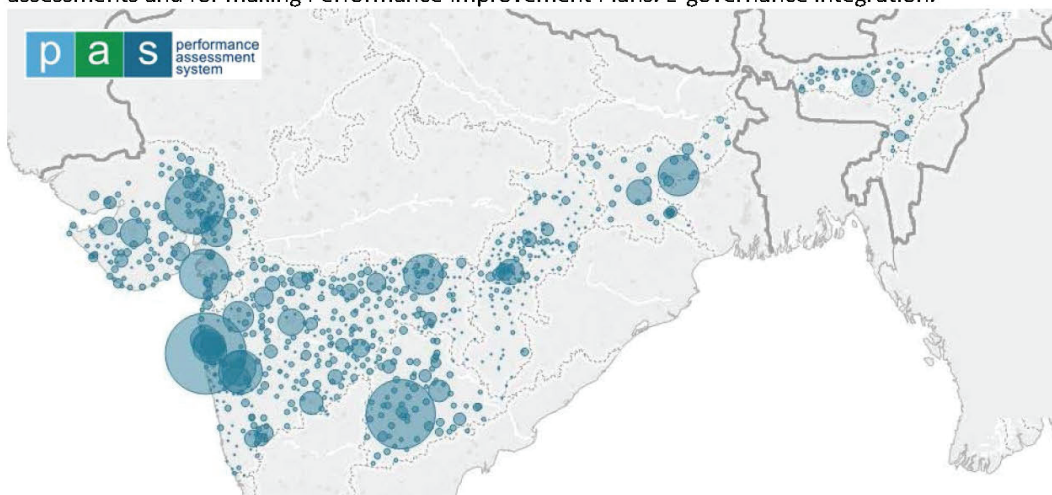 assessments and for making Performance Improvement Plans. E-governance integration,
p a s
performance
assessment
system